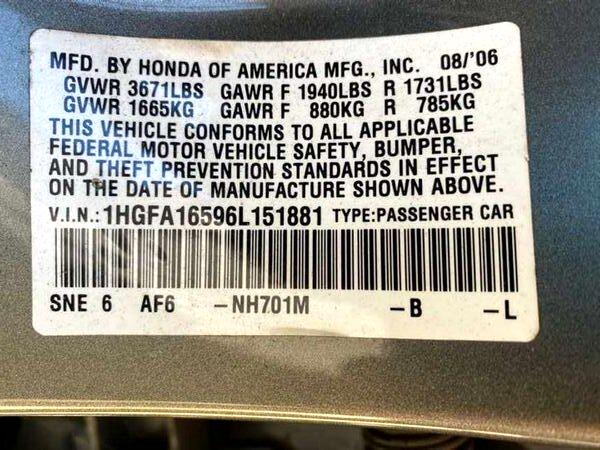 MFD. BY HONDA OF AMERICA MFG., INC. 08/'06
GVWR 3671LBS GAWR F 1940LBS R 1731LBS
GVWR 1665KG GAWR F 880KG R 785KG
THIS VEHICLE CONFORMS TO ALL APPLICABLE
FEDERAL MOTOR VEHICLE SAFETY, BUMPER,
AND THEFT PREVENTION STANDARDS IN EFFECT
ON THE DATE OF MANUFACTURE SHOWN ABOVE.
V.I.N.:1HGFA16596L151881 TYPE:PASSENGER CAR
SNE 6 AF6 –NH701M –B –L